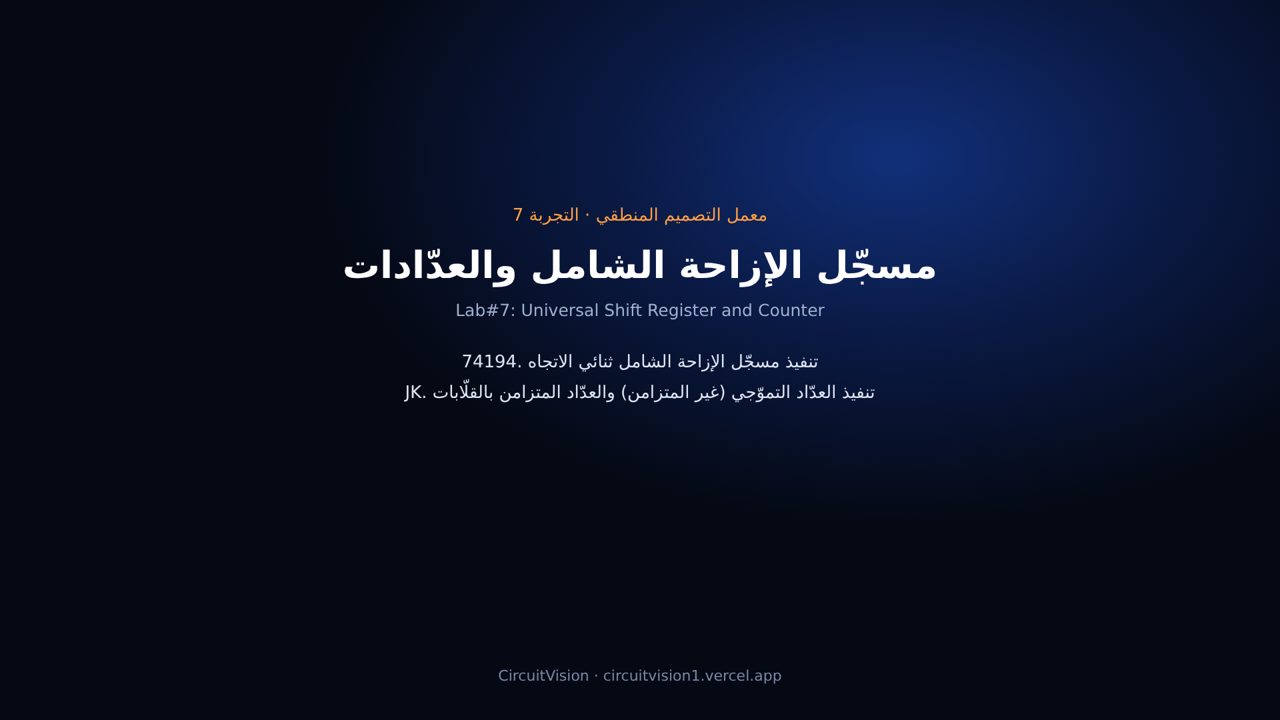 معمل التصميم المنطقي · التجربة 7
مسجّل الإزاحة الشامل والعدّادات
Lab#7: Universal Shift Register and Counter
تنفيذ مسجّل الإزاحة الشامل ثنائي الاتجاه 74194.
تنفيذ العدّاد التموّجي (غير المتزامن) والعدّاد المتزامن بالقلّابات JK.
CircuitVision · circuitvision1.vercel.app